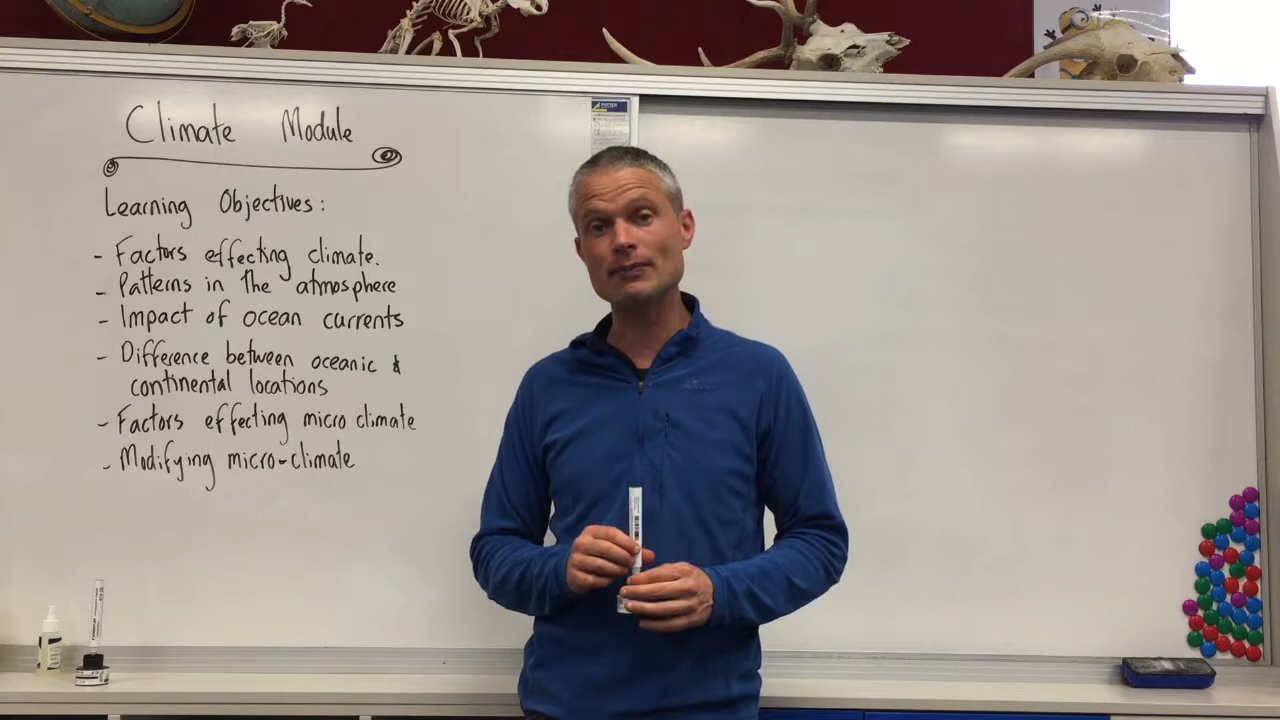 Climate Module
Learning Objectives:
- Factors effecting climate.
- Patterns in the atmosphere
- Impact of ocean currents
- Difference between oceanic &
continental locations
- Factors effecting micro climate
- Modifying micro-climate